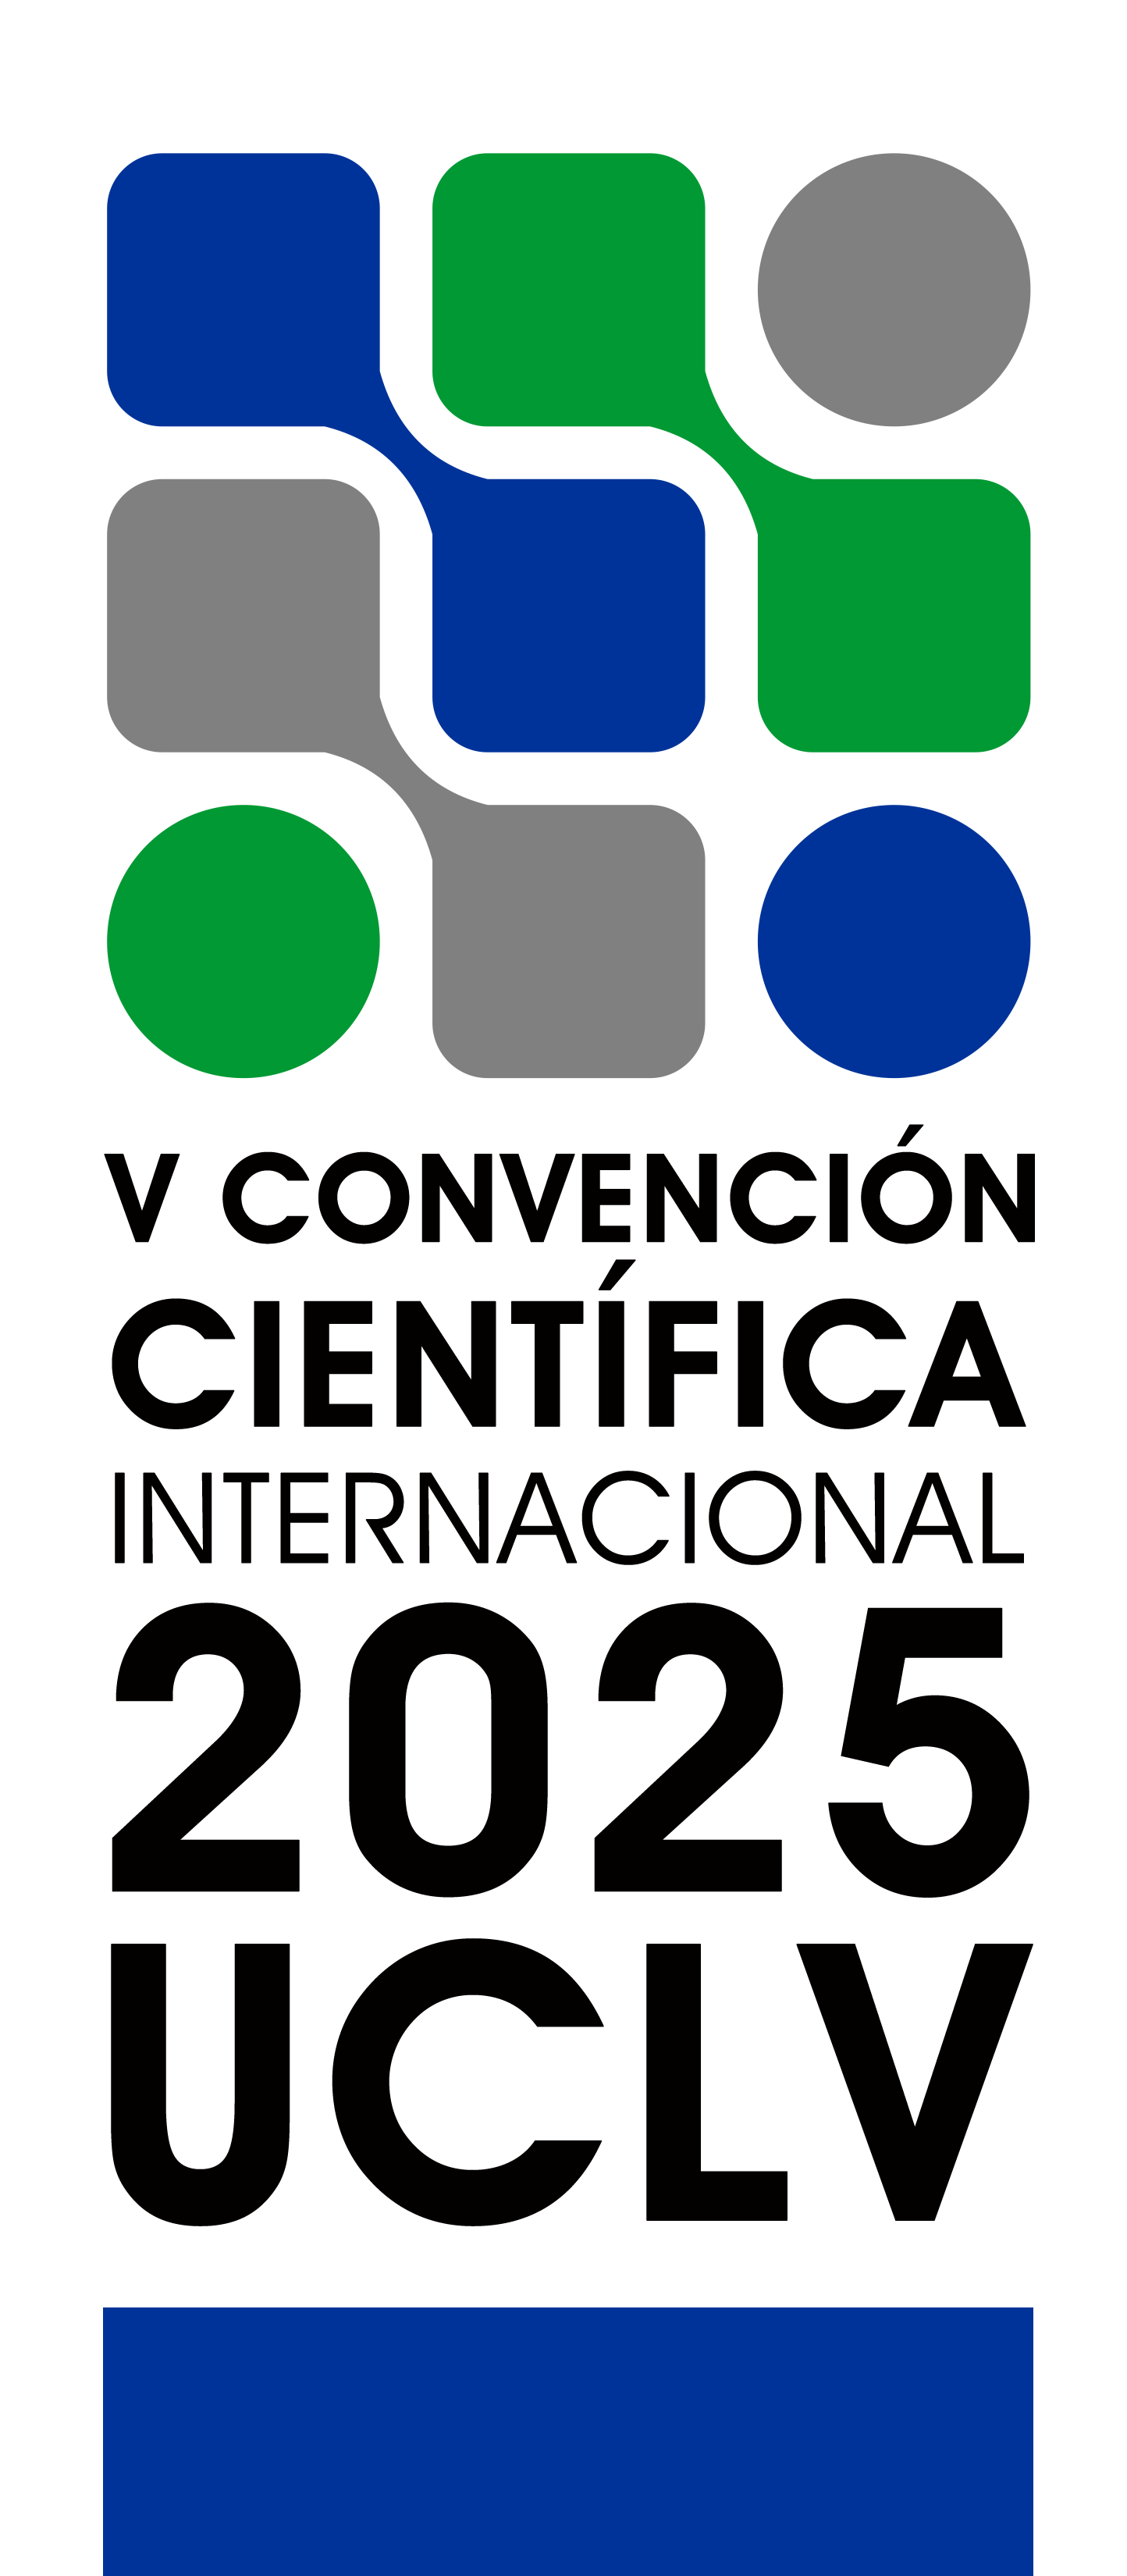 V CONVENCIÓN
CIENTÍFICA
INTERNACIONAL
2025
UCLV